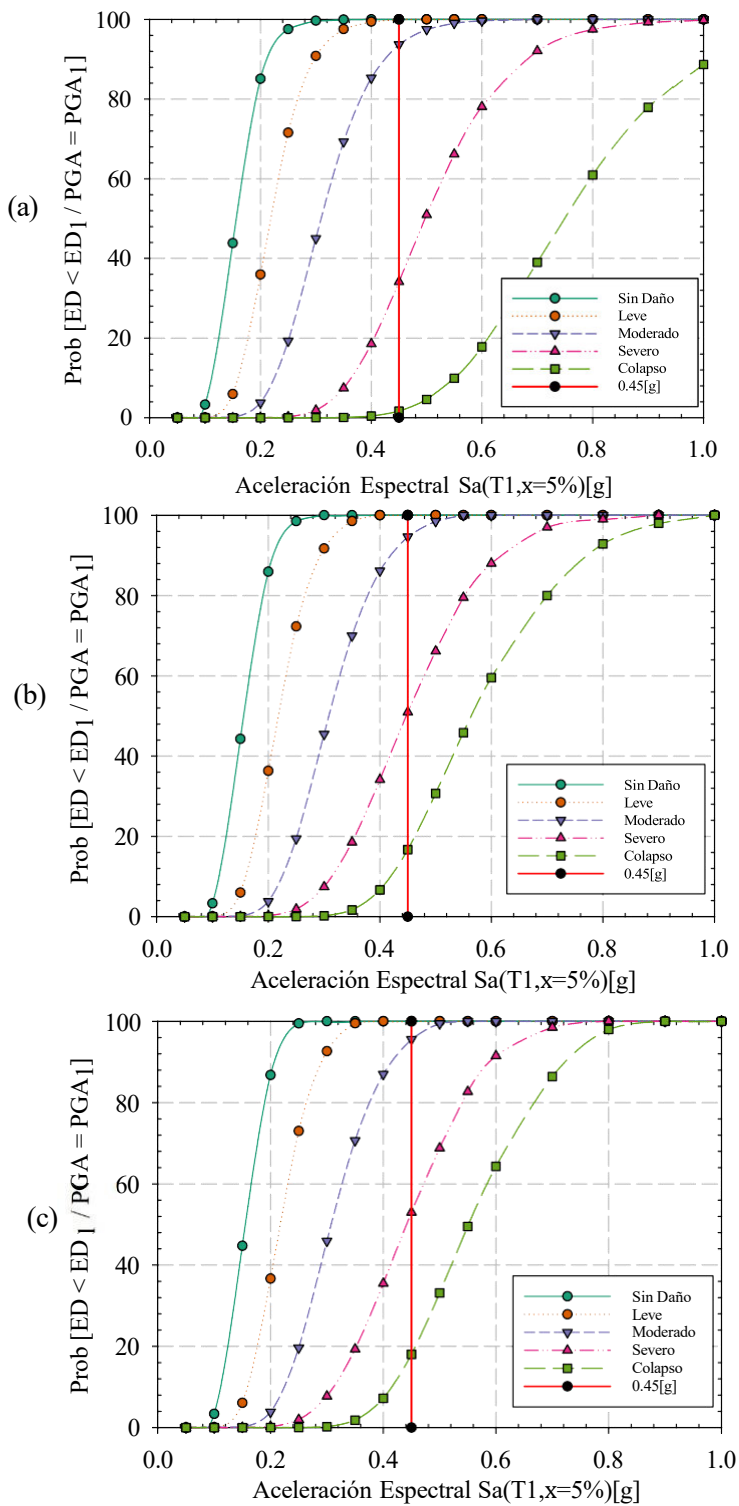 (a)
Prob [ED < ED1 / PGA = PGA1]
100
80
60
40
20
0
Sin Daño
Leve
Moderado
Severo
Colapso
0.45[g]
0.0 0.2 0.4 0.6 0.8 1.0
Aceleración Espectral Sa(T1,x=5%)[g]
(b)
Prob [ED < ED1 / PGA = PGA1]
100
80
60
40
20
0
Sin Daño
Leve
Moderado
Severo
Colapso
0.45[g]
0.0 0.2 0.4 0.6 0.8 1.0
Aceleración Espectral Sa(T1,x=5%)[g]
(c)
Prob [ED < ED1 / PGA = PGA1]
100
80
60
40
20
0
Sin Daño
Leve
Moderado
Severo
Colapso
0.45[g]
0.0 0.2 0.4 0.6 0.8 1.0
Aceleración Espectral Sa(T1,x=5%)[g]